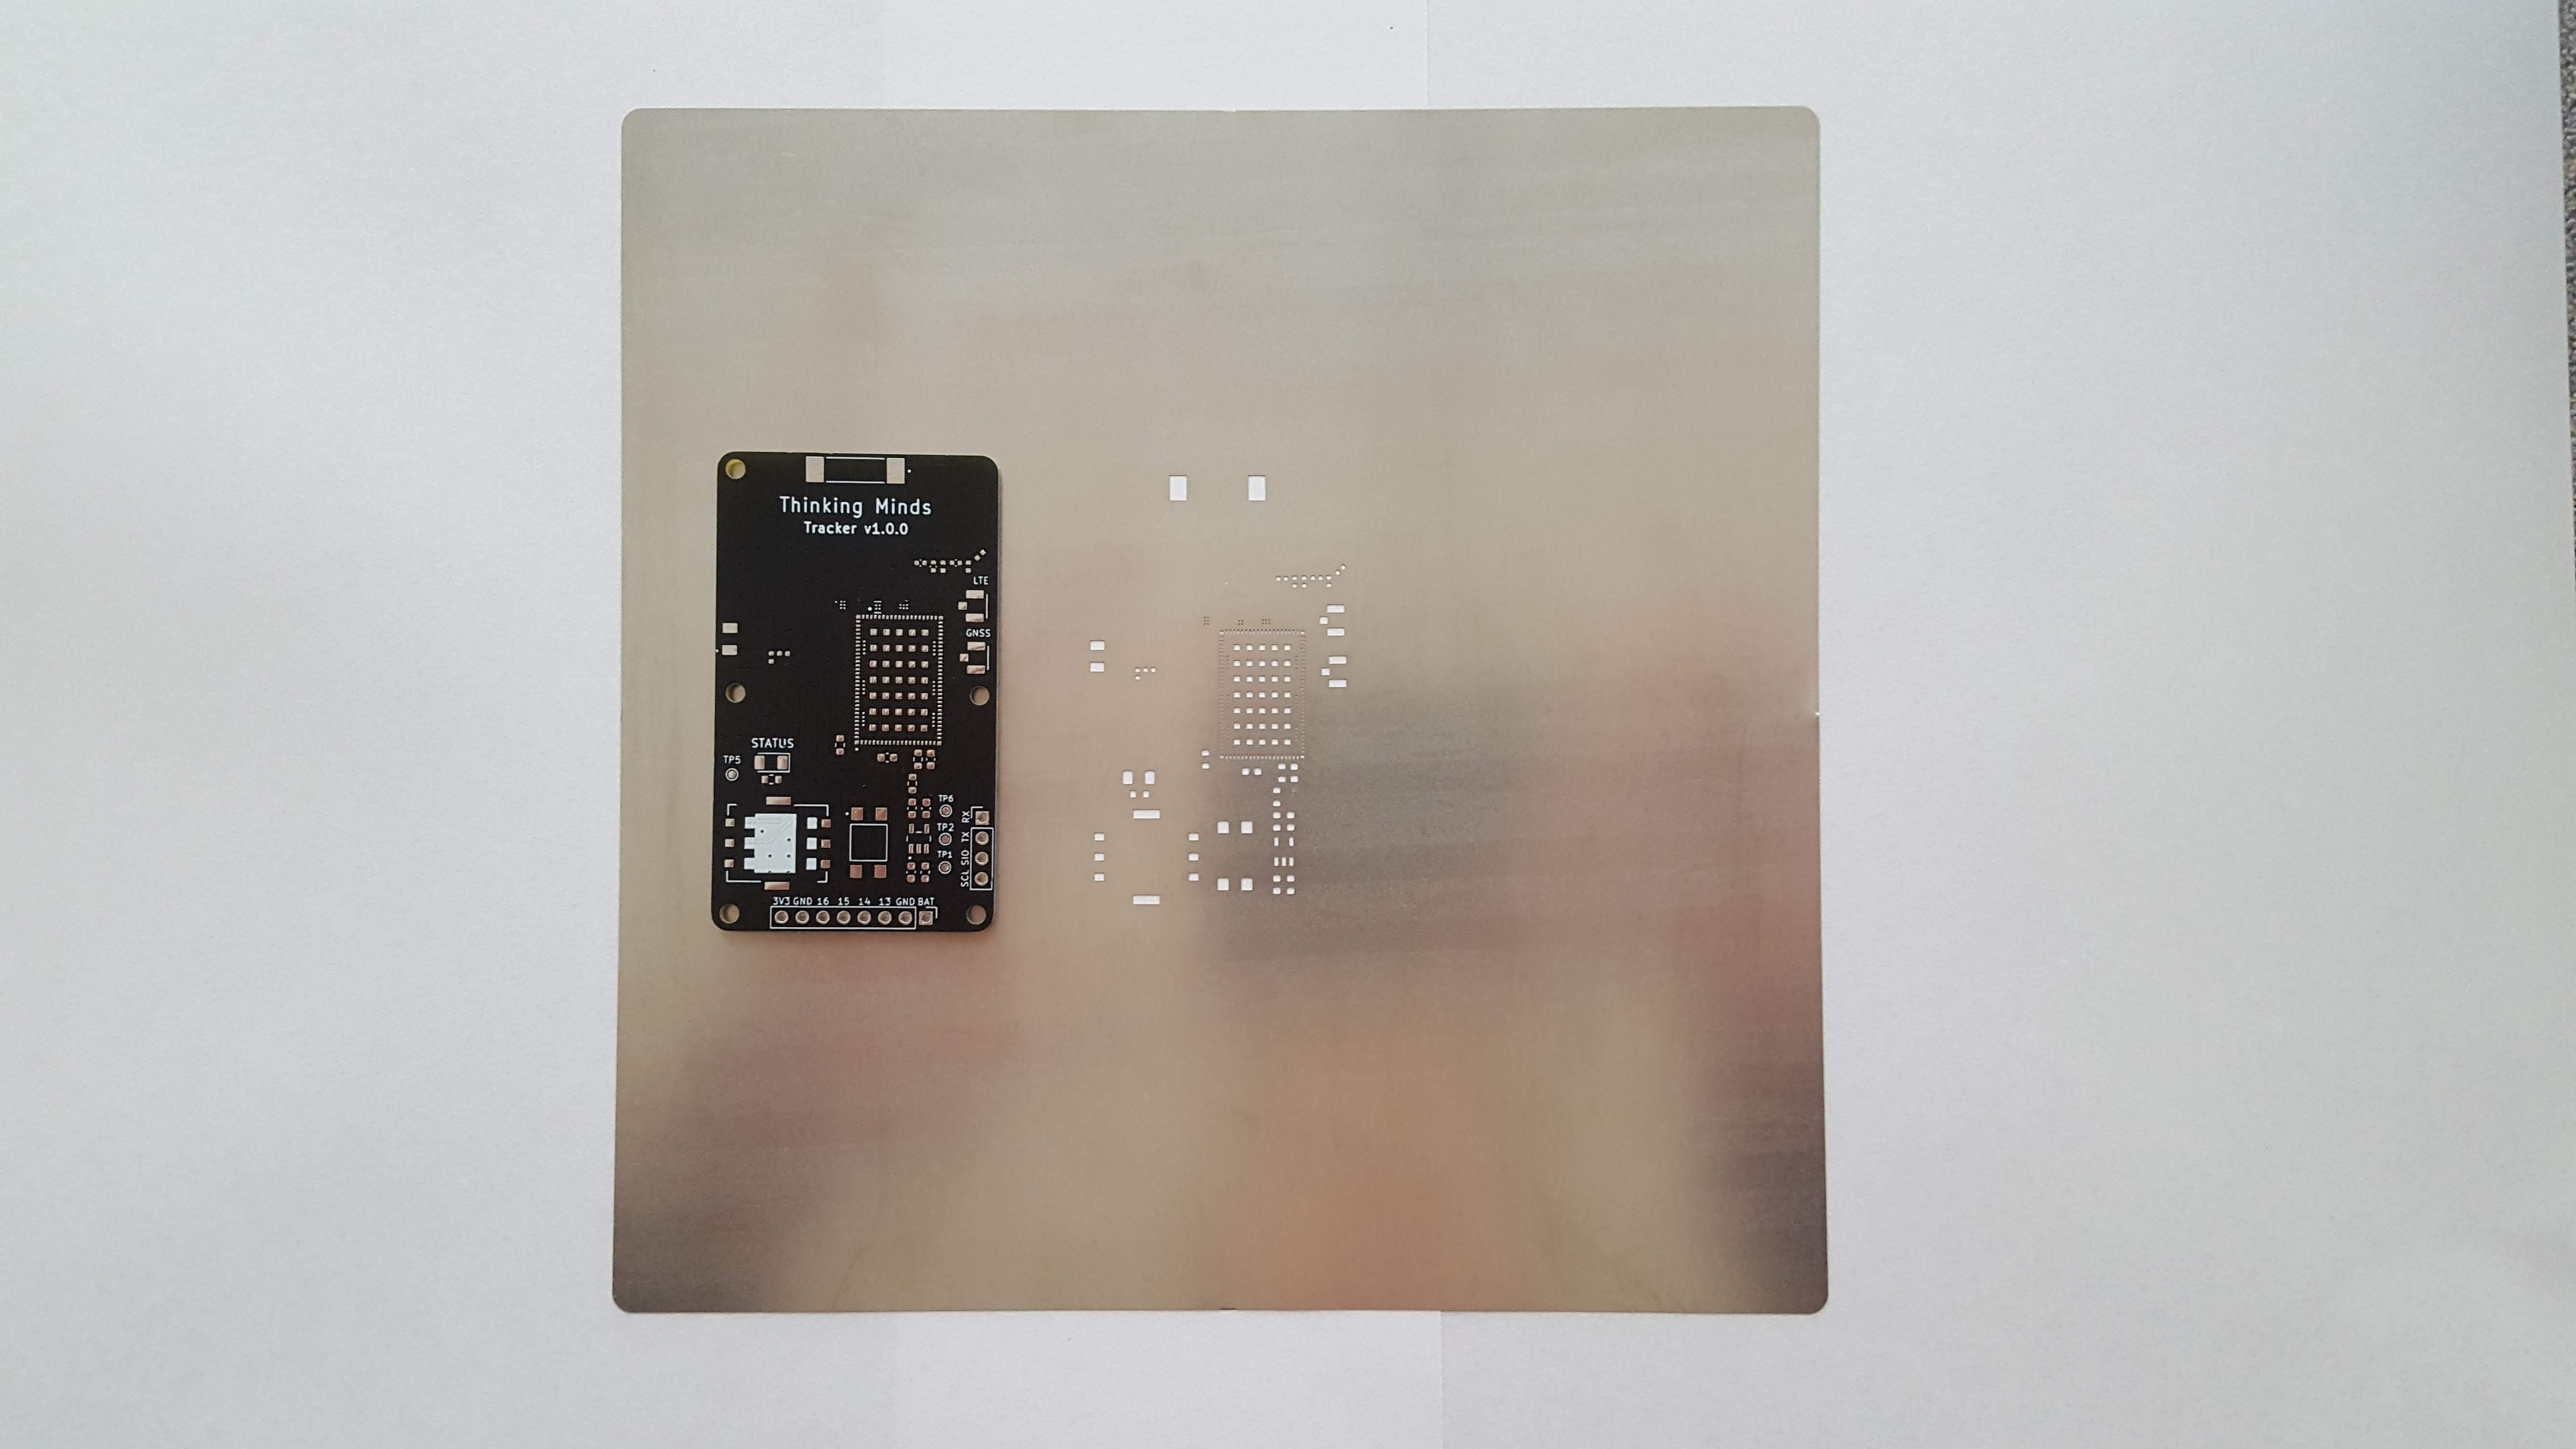 Thinking Minds
Tracker v1.0.0
LTE
GNSS
STATUS
TP5
TP6
TP2
TP1
RX
TX
SIO
SCL
3V3 GND 16 15 14 13 GND BAT